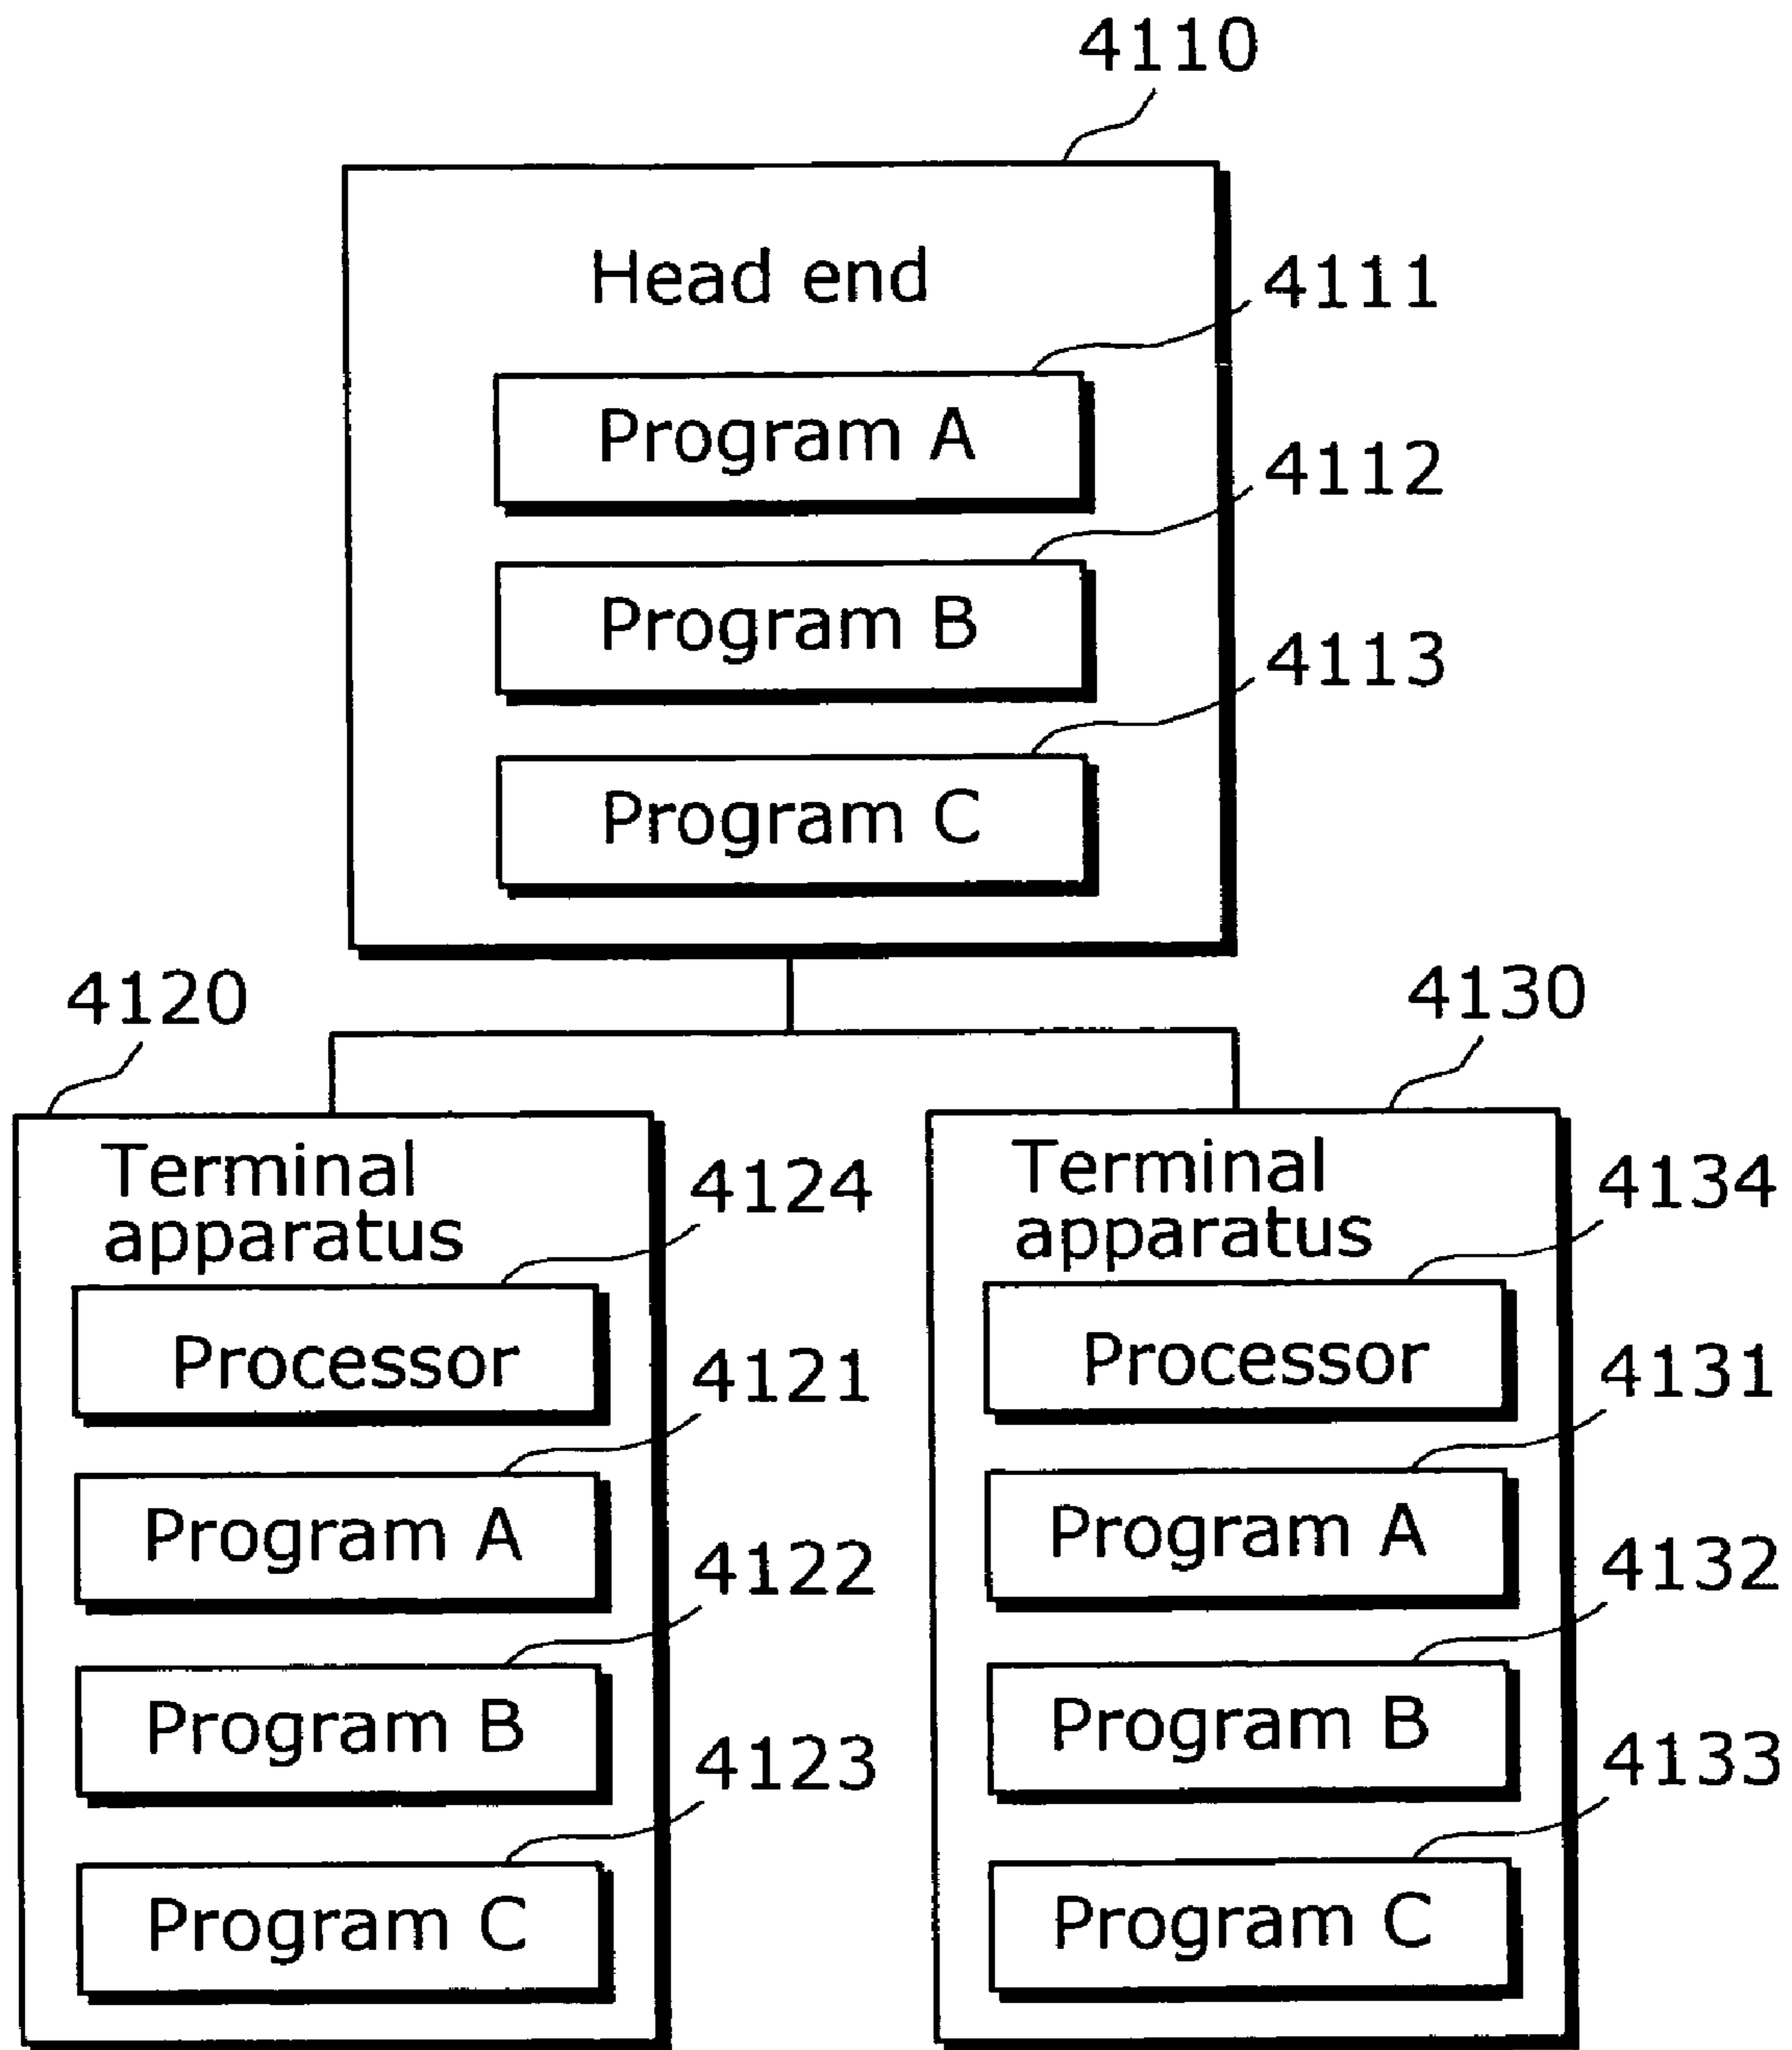 4110
Head end
4111
Program A
4112
Program B
4113
Program C
4120
Terminal
apparatus
4124
Processor
4121
Program A
4122
Program B
4123
Program C
4130
Terminal
apparatus
4134
Processor
4131
Program A
4132
Program B
4133
Program C